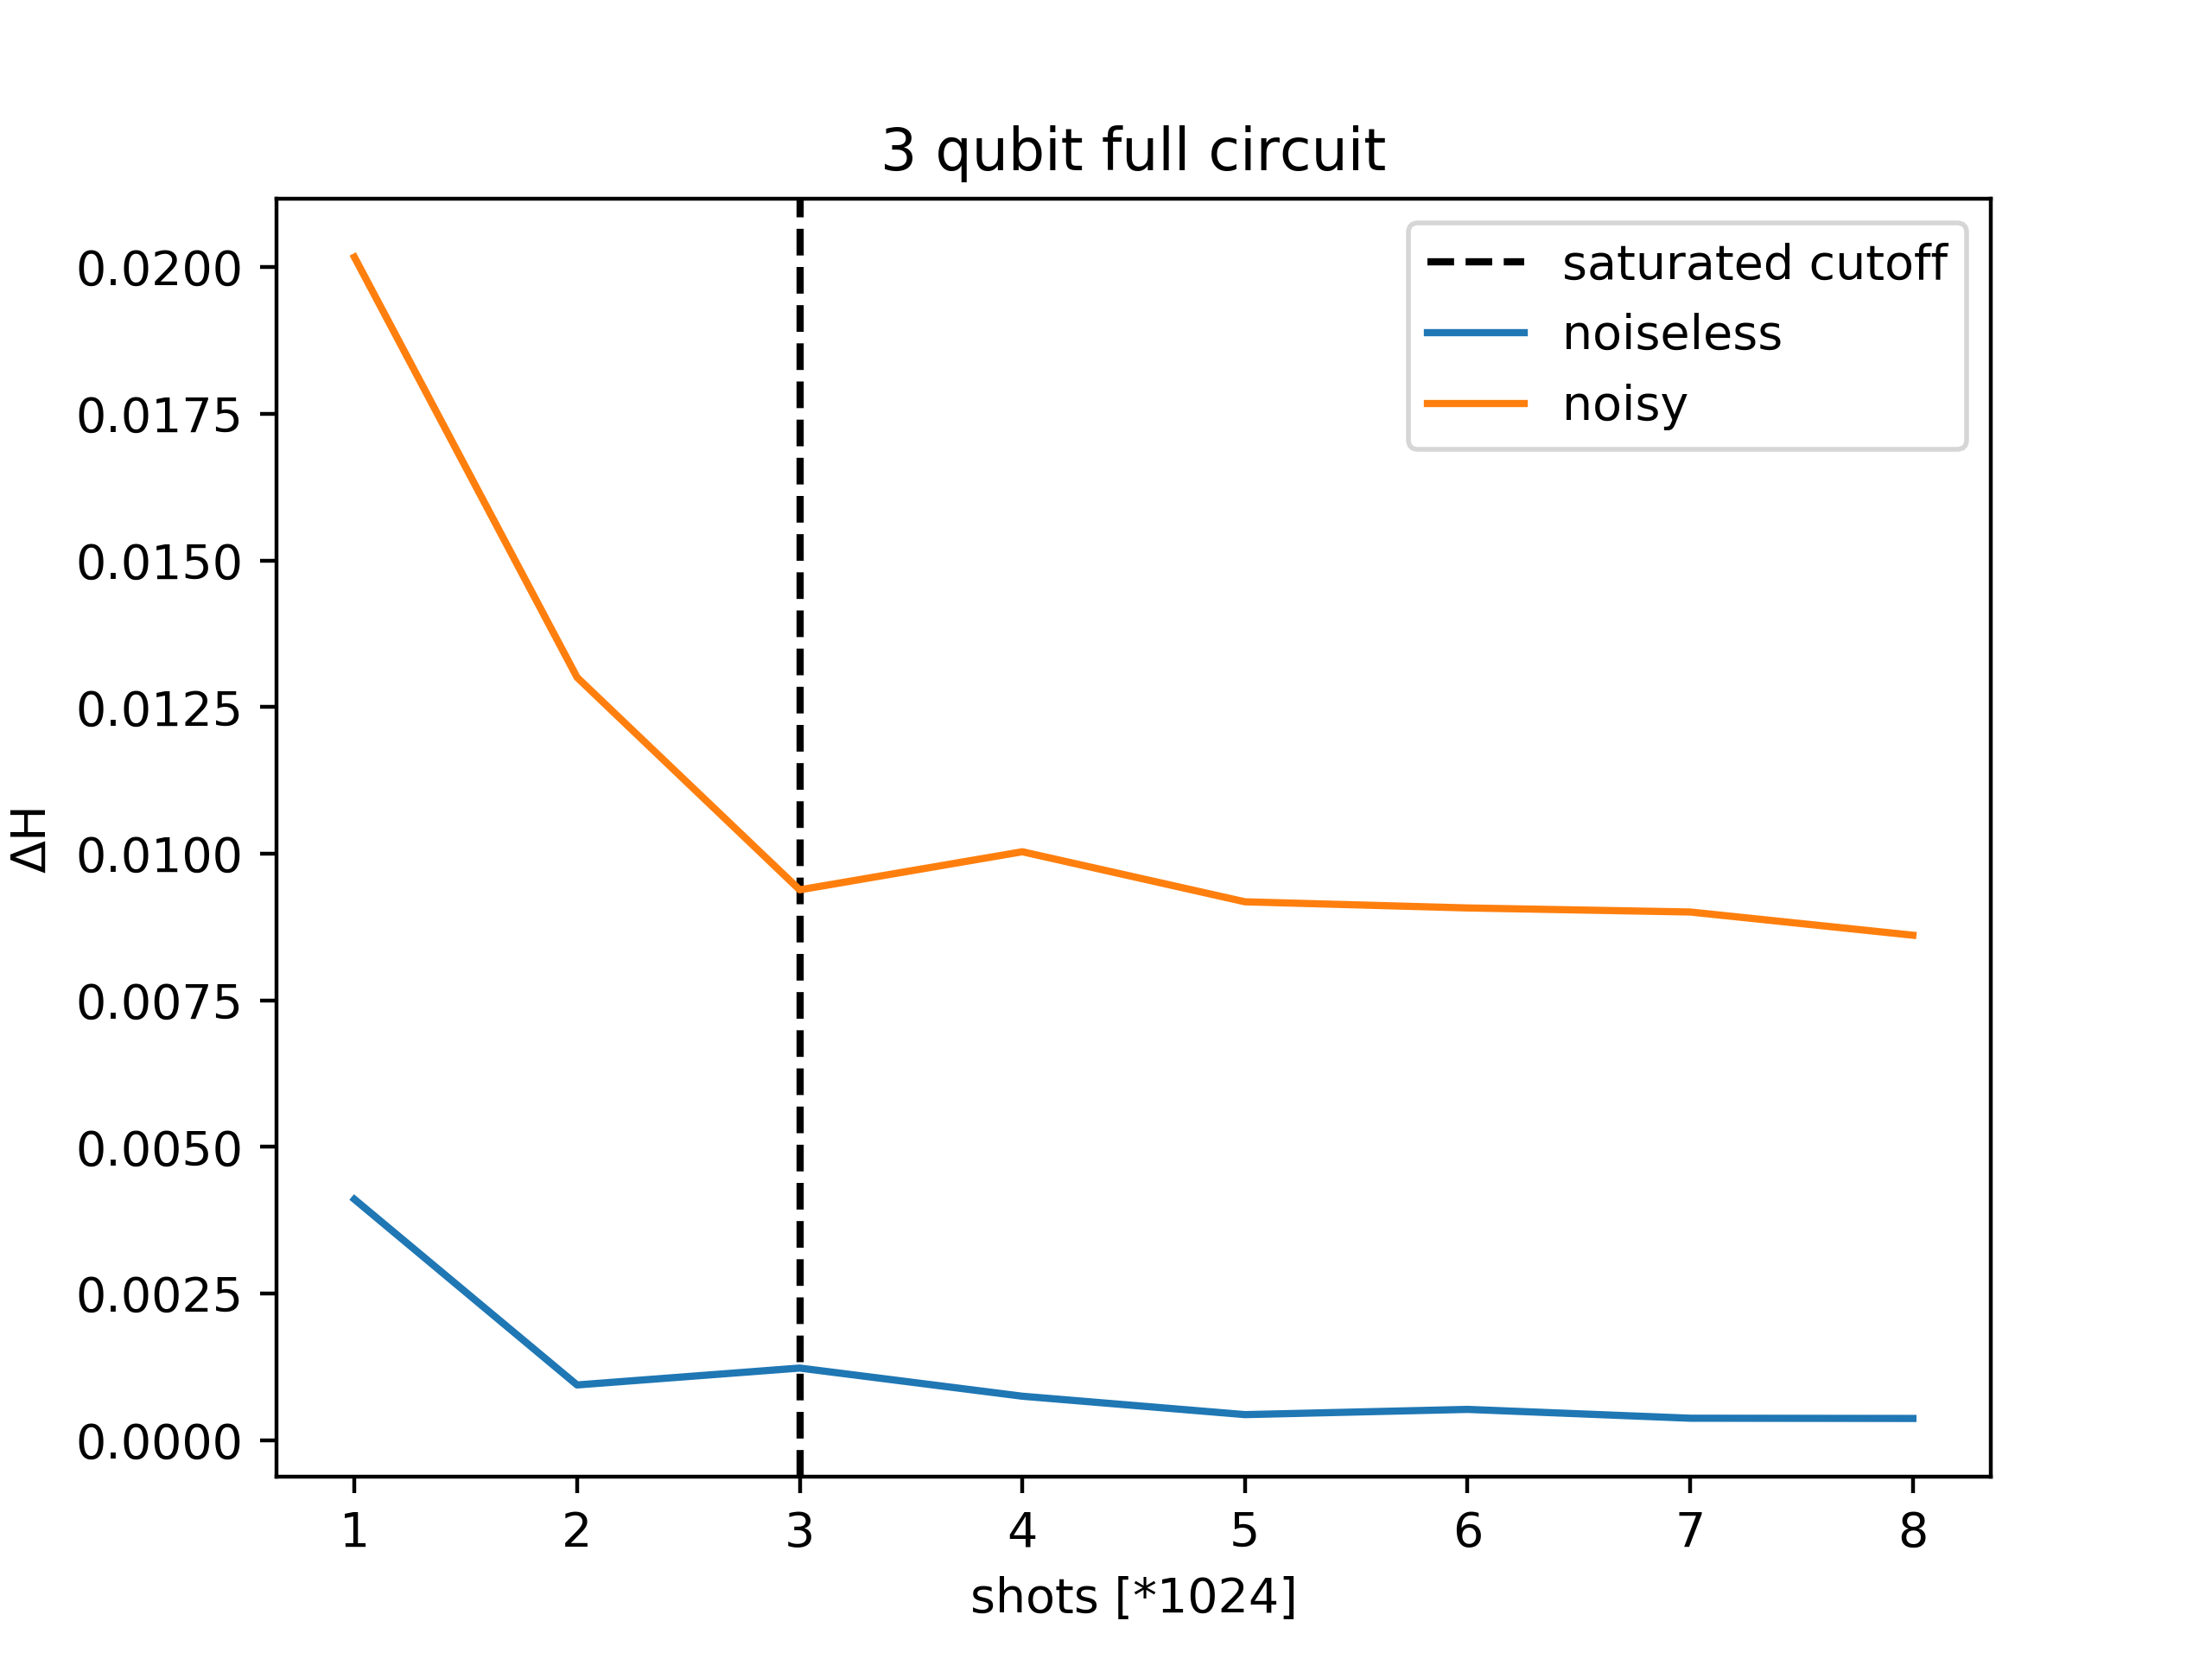 3 qubit full circuit
saturated cutoff
noiseless
noisy
ΔH
0.0200
0.0175
0.0150
0.0125
0.0100
0.0075
0.0050
0.0025
0.0000
1 2 3 4 5 6 7 8
shots [*1024]